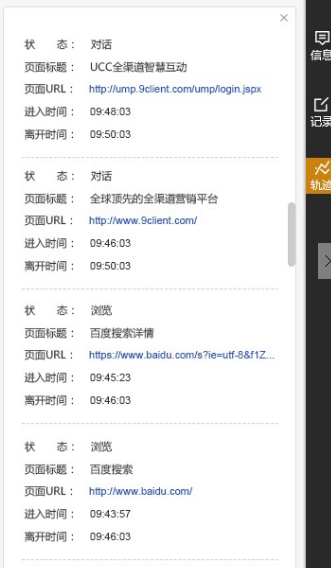 状 态： 对话
页面标题： UCC全渠道智慧互动
页面URL： http://ump.9client.com/ump/login.jspx
进入时间： 09:48:03
离开时间： 09:50:03
状 态： 对话
页面标题： 全球顶先的全渠道营销平台
页面URL： http://www.9client.com/
进入时间： 09:46:03
离开时间： 09:50:03
状 态： 浏览
页面标题： 百度搜索详情
页面URL： https://www.baidu.com/s?ie=utf-8&f1Z...
进入时间： 09:45:23
离开时间： 09:46:03
状 态： 浏览
页面标题： 百度搜索
页面URL： http://www.baidu.com/
进入时间： 09:43:57
离开时间： 09:46:03
信息
记录
轨迹